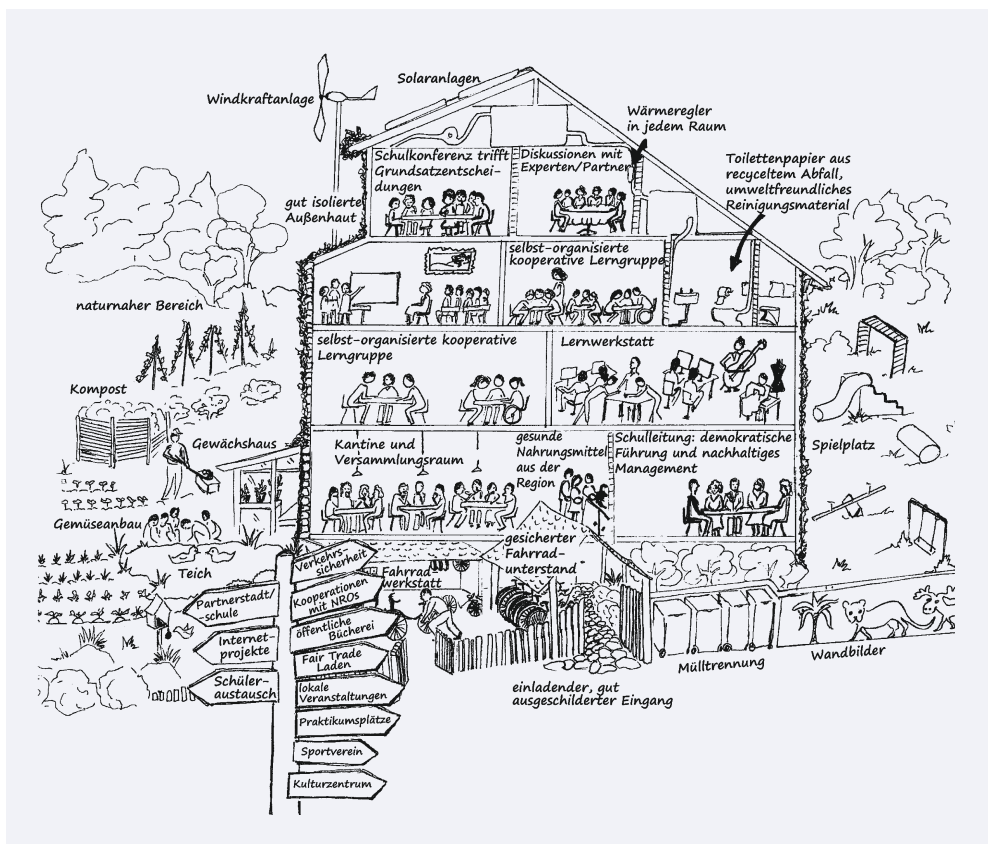 Solaranlagen
Windkraftanlage
Wärmeregler
in jedem Raum
Schulkonferenz trifft
Grundsatzentschei-
dungen
Diskussionen mit
Experten/Partner
Toilettenpapier aus
recyceltem Abfall,
umweltfreundliches
Reinigungsmaterial
gut isolierte
Außenhaut
selbst-organisierte
kooperative Lerngruppe
naturnaher Bereich
selbst-organisierte kooperative
Lerngruppe
Lernwerkstatt
Kompost
Gewächshaus
Kantine und
Versammlungsraum
gesunde
Nahrungsmittel
aus der
Region
Schulleitung: demokratische
Führung und nachhaltiges
Management
Spielplatz
Gemüseanbau
Teich
gesicherter
Fahrrad-
unterstand
Fahrrad
werkstatt
Verkehrs-
sicherheit
Kooperationen
mit NROs
öffentliche
Bücherei
Fair Trade
Laden
lokale
Veranstaltungen
Praktikumsplätze
Sportverein
Kulturzentrum
Partnerstadt/
-schule
Internet-
projekte
Schüler-
austausch
einladender, gut
ausgeschilderter Eingang
Mülltrennung
Wandbilder